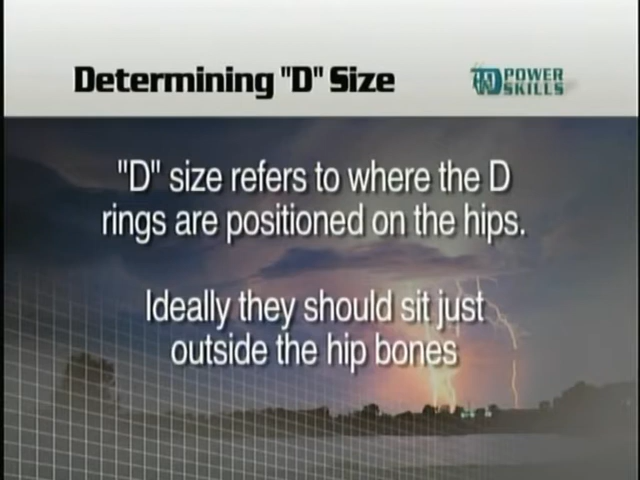 Determining "D" Size
TD POWER
SKILLS
"D" size refers to where the D
rings are positioned on the hips.
Ideally they should sit just
outside the hip bones